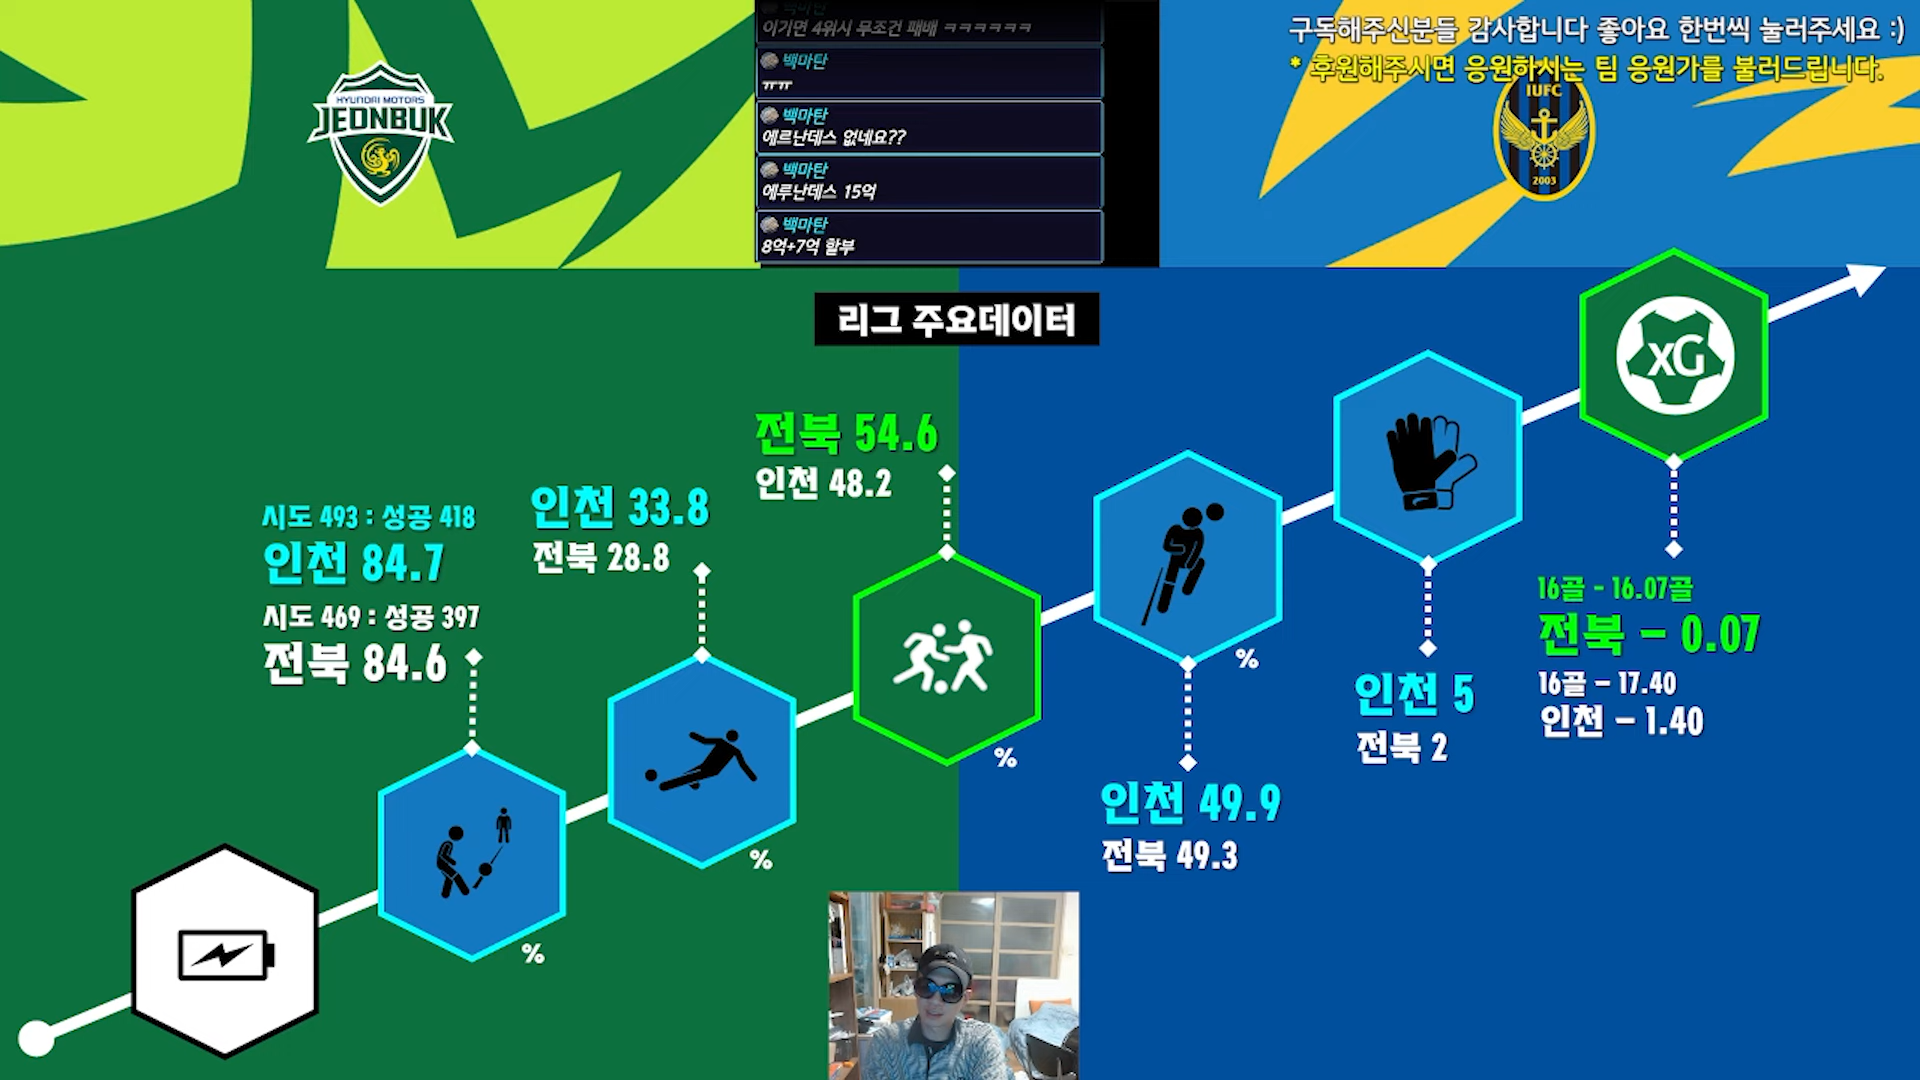 이기면 4위시 무조건 패배 ㅋㅋㅋㅋㅋㅋ
백마탄
ㅠㅠ
백마탄
에르난데스 없네요??
백마탄
에루난데스 15억
백마탄
8억+7억 할부
구독해주신분들 감사합니다 좋아요 한번씩 눌러주세요 :)
* 후원해주시면 응원하시는 팀 응원가를 불러드립니다.
HYUNDAI MOTORS
JEONBUK
IUFC
2003
리그 주요데이터
시도 493 : 성공 418
인천 84.7
시도 469 : 성공 397
전북 84.6
%
인천 33.8
전북 28.8
%
전북 54.6
인천 48.2
%
%
인천 49.9
전북 49.3
인천 5
전북 2
xG
16골 - 16.07골
전북 - 0.07
16골 - 17.40
인천 - 1.40